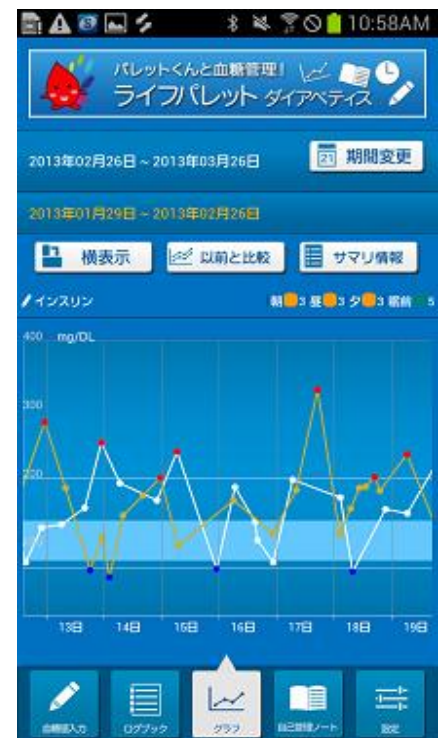 10:58AM
パレットくんと血糖管理!
ライフパレット ダイアベティス
2013年02月26日～2013年03月26日
21 期間変更
2013年01月29日～2013年02月26日
横表示 以前と比較 サマリ情報
インスリン 朝 3 昼 3 夕 3 眠前 5
400 mg/DL
300
200
13日 14日 15日 16日 17日 18日 19日
血糖値入力 ログブック グラフ 自己管理ノート 設定